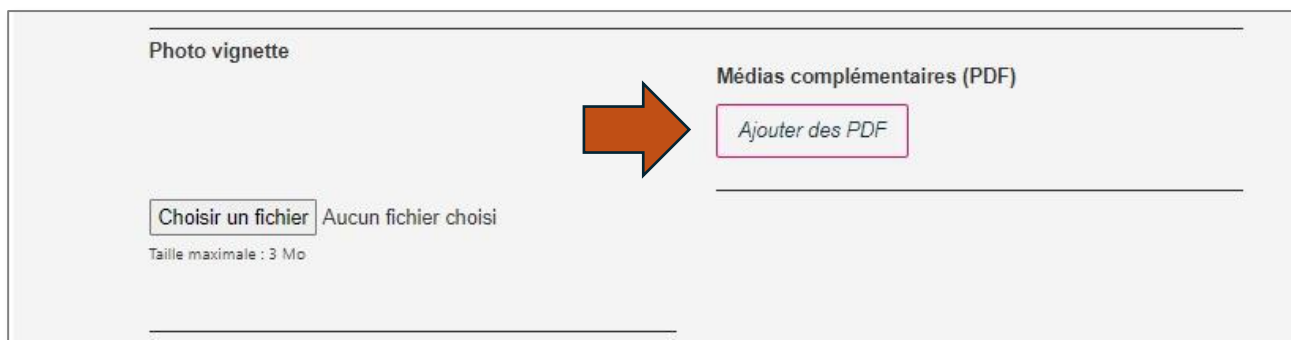 Photo vignette
Médias complémentaires (PDF)
Ajouter des PDF
Choisir un fichier Aucun fichier choisi
Taille maximale : 3 Mo